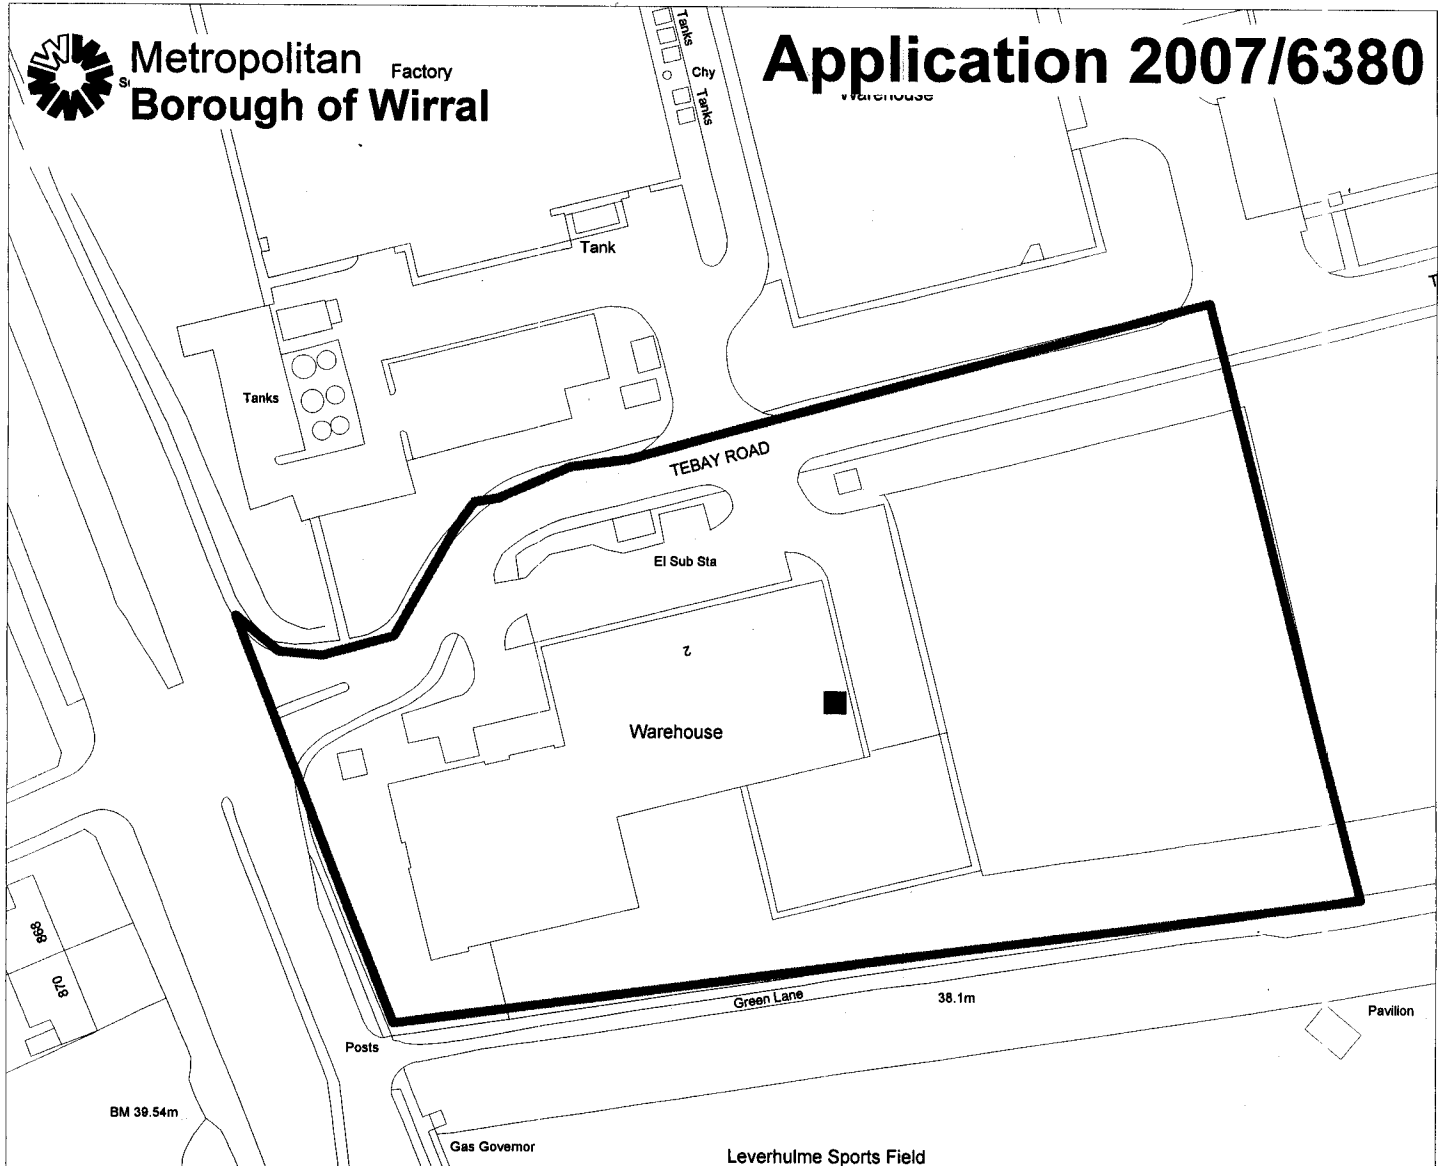 Metropolitan
Borough of Wirral
Factory
Application 2007/6380
Warehouse
Tanks
Chy
Tanks
Tank
Tanks
TEBAY ROAD
El Sub Sta
2
Warehouse
868
870
Green Lane
38.1m
Pavilion
Posts
BM 39.54m
Gas Governor
Leverhulme Sports Field